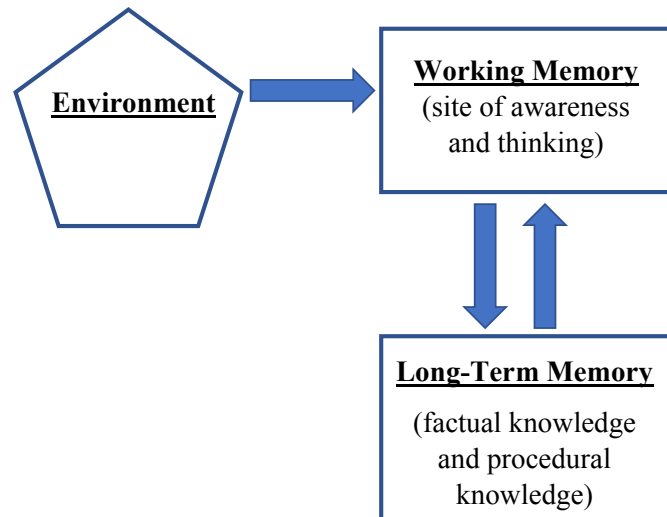 Environment
Working Memory
(site of awareness
and thinking)
Long-Term Memory
(factual knowledge
and procedural
knowledge)